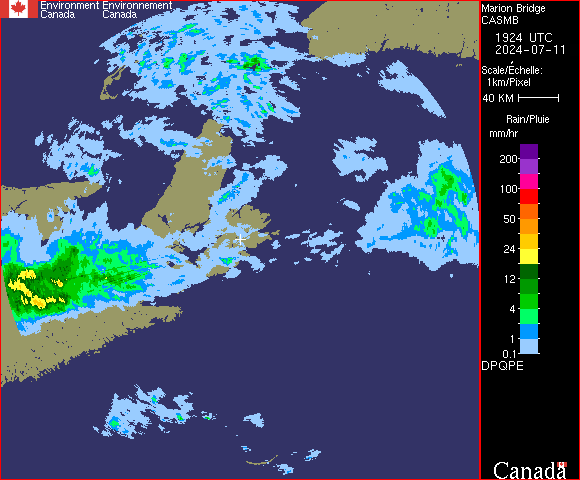 Environment Environnement
Canada Canada
Marion Bridge
CASMB
1924 UTC
2024-07-11
Scale/Échelle:
1km/Pixel
40 KM
Rain/Pluie
mm/hr
200
100
50
24
12
4
1
0.1
DPQPE
Canada